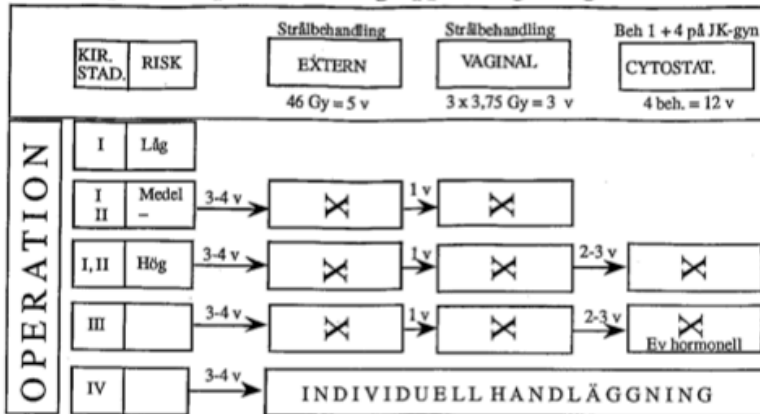 Strålbehandling Strålbehandling Beh 1 + 4 på JK-gyn
KIR. STAD. RISK EXTERN VAGINAL CYTOSTAT.
46 Gy = 5 v 3 x 3,75 Gy = 3 v 4 beh. = 12 v
OPERATION
I Låg
I II Medel – 3-4 v X 1 v X
I, II Hög 3-4 v X 1 v X 2-3 v X
III 3-4 v X 1 v X 2-3 v X
Ev hormonell
IV 3-4 v INDIVIDUELL HANDLÄGGNING